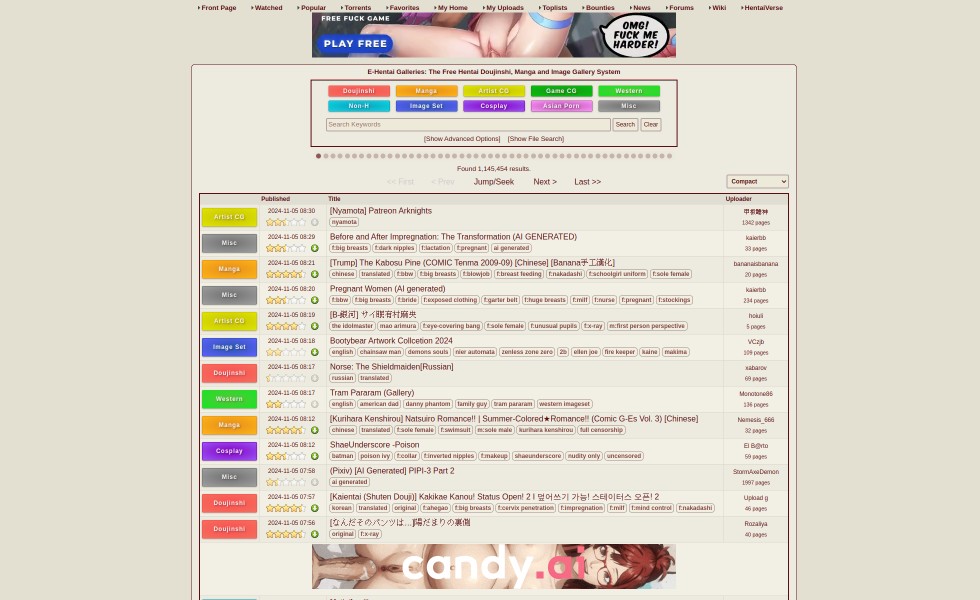 Front Page Watched Popular Torrents Favorites My Home My Uploads Toplists Bounties News Forums Wiki HentaiVerse
FREE FUCK GAME
PLAY FREE
OMG!
FUCK ME
HARDER!
E-Hentai Galleries: The Free Hentai Doujinshi, Manga and Image Gallery System
Doujinshi Manga Artist CG Game CG Western
Non-H Image Set Cosplay Asian Porn Misc
Search Keywords Search Clear
[Show Advanced Options] [Show File Search]
Found 1,145,454 results.
<< First < Prev Jump/Seek Next > Last >> Compact
Published Title Uploader
Artist CG 2024-11-05 08:30 [Nyamota] Patreon Arknights
nyamota 1342 pages
Misc 2024-11-05 08:29 Before and After Impregnation: The Transformation (AI GENERATED) kaierbb
f:big breasts f:dark nipples f:lactation f:pregnant ai generated 33 pages
Manga 2024-11-05 08:21 [Trump] The Kabosu Pine (COMIC Tenma 2009-09) [Chinese] [Banana手工漢化] bananaisbanana
chinese translated f:bbw f:big breasts f:blowjob f:breast feeding f:nakadashi f:schoolgirl uniform f:sole female 20 pages
Misc 2024-11-05 08:20 Pregnant Women (AI generated) kaierbb
f:bbw f:big breasts f:bride f:exposed clothing f:garter belt f:huge breasts f:milf f:nurse f:pregnant f:stockings 234 pages
Artist CG 2024-11-05 08:19 [B-銀河] サイ眠有村麻央 hoiuli
the idolmaster mao arimura f:eye-covering bang f:sole female f:unusual pupils f:x-ray m:first person perspective 5 pages
Image Set 2024-11-05 08:18 Bootybear Artwork Collcetion 2024 VCzjb
english chainsaw man demons souls nier automata zenless zone zero 2b ellen joe fire keeper kaine makima 109 pages
Doujinshi 2024-11-05 08:17 Norse: The Shieldmaiden[Russian] xabarov
russian translated 69 pages
Western 2024-11-05 08:17 Tram Pararam (Gallery) Monotone86
english american dad danny phantom family guy tram pararam western imageset 136 pages
Manga 2024-11-05 08:12 [Kurihara Kenshirou] Natsuiro Romance!! | Summer-Colored★Romance!! (Comic G-Es Vol. 3) [Chinese] Nemesis_666
chinese translated f:sole female f:swimsuit m:sole male kurihara kenshirou full censorship 32 pages
Cosplay 2024-11-05 08:12 ShaeUnderscore -Poison El B@rto
batman poison ivy f:collar f:inverted nipples f:makeup shaeunderscore nudity only uncensored 59 pages
Misc 2024-11-05 07:58 (Pixiv) [AI Generated] PIPI-3 Part 2 StormAxeDemon
ai generated 1997 pages
Doujinshi 2024-11-05 07:57 [Kaientai (Shuten Douji)] Kakikae Kanou! Status Open! 2 l 덮어쓰기 가능! 스테이터스 오픈! 2 Upload g
korean translated original f:ahegao f:big breasts f:cervix penetration f:impregnation f:milf f:mind control f:nakadashi 46 pages
Doujinshi 2024-11-05 07:56 [なんだそのパンツは…]陽だまりの裏側 Rozaliya
original f:x-ray 40 pages
candy.ai